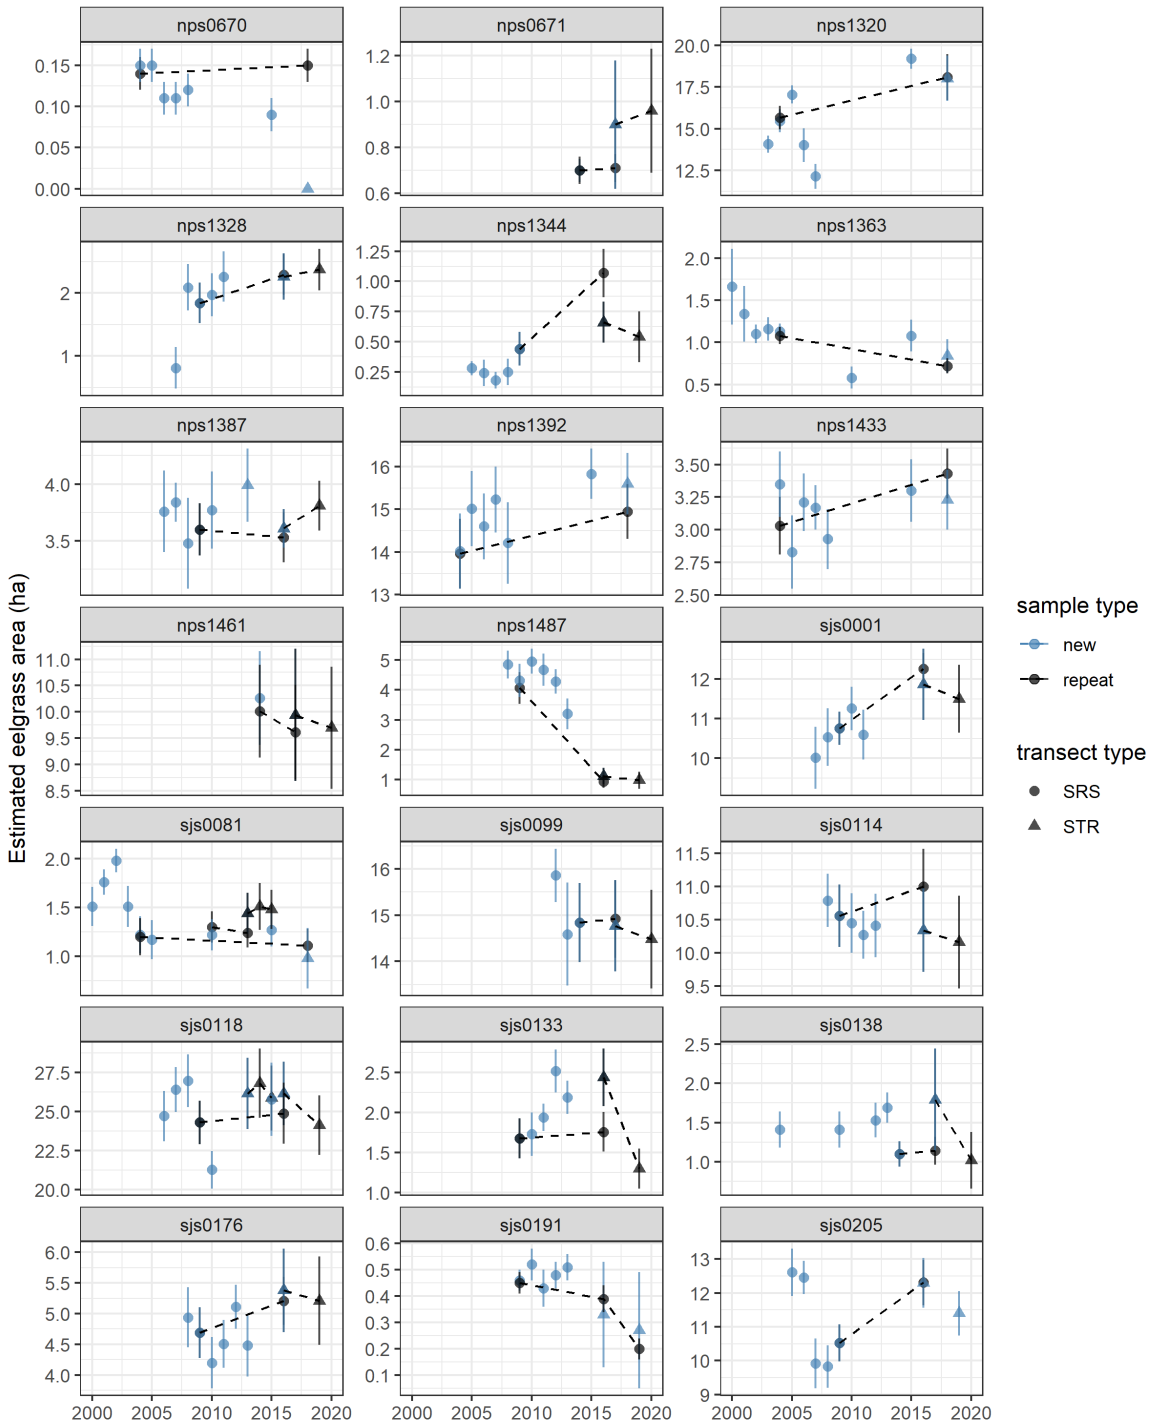 nps0670 nps0671 nps1320
0.15 0.10 0.05 0.00
1.2 1.0 0.8 0.6
20.0 17.5 15.0 12.5
nps1328 nps1344 nps1363
2 1
1.25 1.00 0.75 0.50 0.25
2.0 1.5 1.0 0.5
nps1387 nps1392 nps1433
4.0 3.5
16 15 14 13
3.50 3.25 3.00 2.75 2.50
nps1461 nps1487 sjs0001
11.0 10.5 10.0 9.5 9.0 8.5
5 4 3 2 1
12 11 10
sjs0081 sjs0099 sjs0114
2.0 1.5 1.0
16 15 14
11.5 11.0 10.5 10.0 9.5
sjs0118 sjs0133 sjs0138
27.5 25.0 22.5 20.0
2.5 2.0 1.5 1.0
2.5 2.0 1.5 1.0
sjs0176 sjs0191 sjs0205
6.0 5.5 5.0 4.5 4.0
0.6 0.5 0.4 0.3 0.2 0.1
13 12 11 10 9
2000 2005 2010 2015 2020 2000 2005 2010 2015 2020 2000 2005 2010 2015 2020
Estimated eelgrass area (ha)
sample type
new
repeat
transect type
SRS
STR